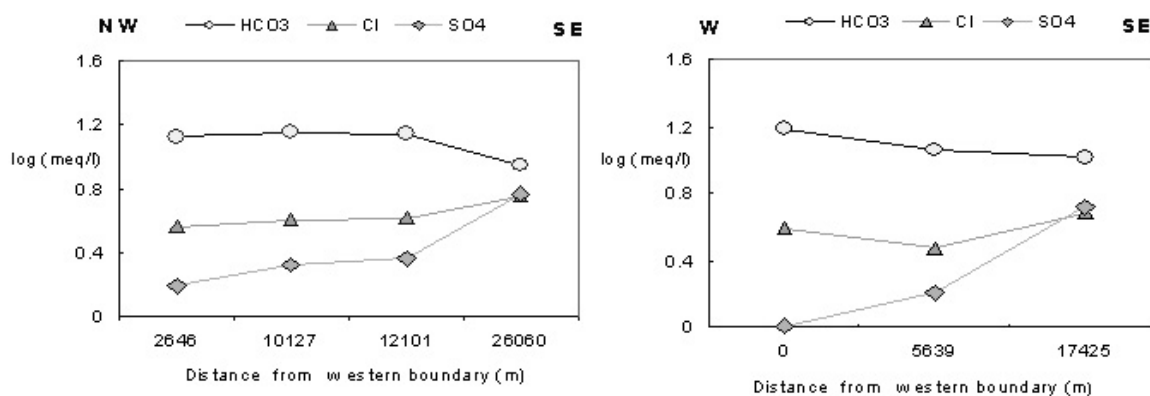 NW HCO3 Cl SO4 SE
1.6
1.2
log (meq/l)
0.8
0.4
0
2646 10127 12101 26060
Distance from western boundary (m)
W HCO3 Cl SO4 SE
1.6
1.2
log (meq/l)
0.8
0.4
0
0 5639 17425
Distance from western boundary (m)